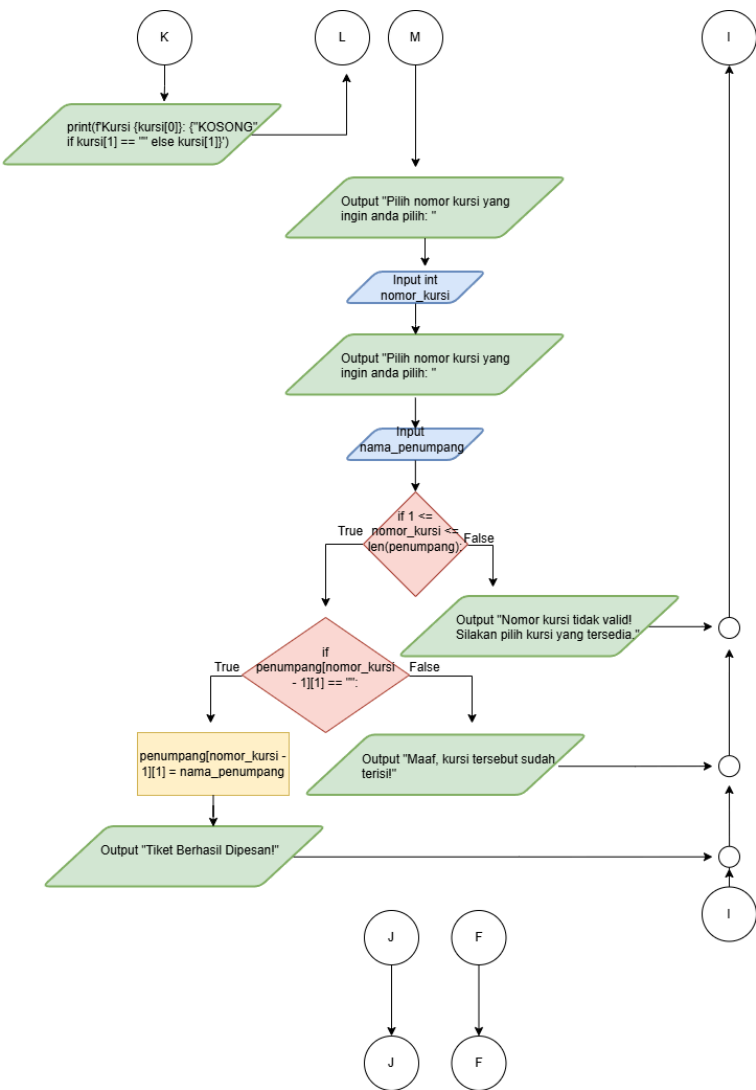 K
L
M
I
print(f'Kursi {kursi[0]}: {"KOSONG"
if kursi[1] == "" else kursi[1]}')
Output "Pilih nomor kursi yang
ingin anda pilih: "
Input int
nomor_kursi
Output "Pilih nomor kursi yang
ingin anda pilih: "
Input
nama_penumpang
if 1 <=
nomor_kursi <=
len(penumpang):
True
False
Output "Nomor kursi tidak valid!
Silakan pilih kursi yang tersedia."
if
penumpang[nomor_kursi
- 1][1] == "":
True
False
penumpang[nomor_kursi -
1][1] = nama_penumpang
Output "Maaf, kursi tersebut sudah
terisi!"
Output "Tiket Berhasil Dipesan!"
I
J
F
J
F